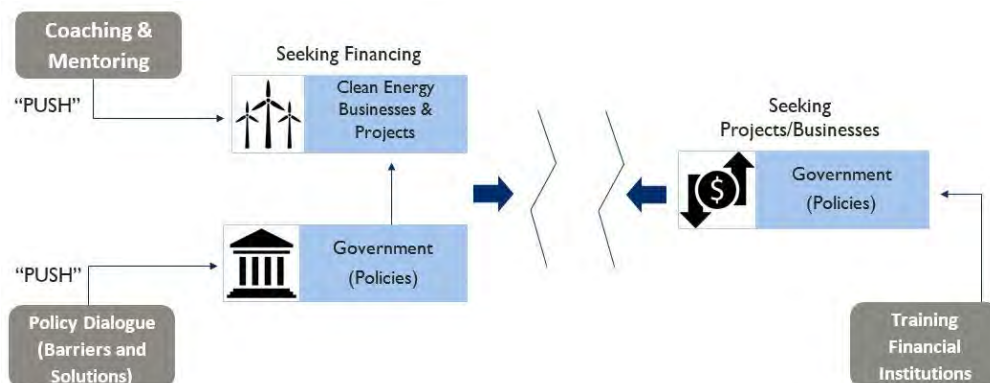 Coaching &
Mentoring
"PUSH"
Seeking Financing
Clean Energy
Businesses &
Projects
Seeking
Projects/Businesses
$
Government
(Policies)
"PUSH"
Government
(Policies)
Policy Dialogue
(Barriers and
Solutions)
Training
Financial
Institutions